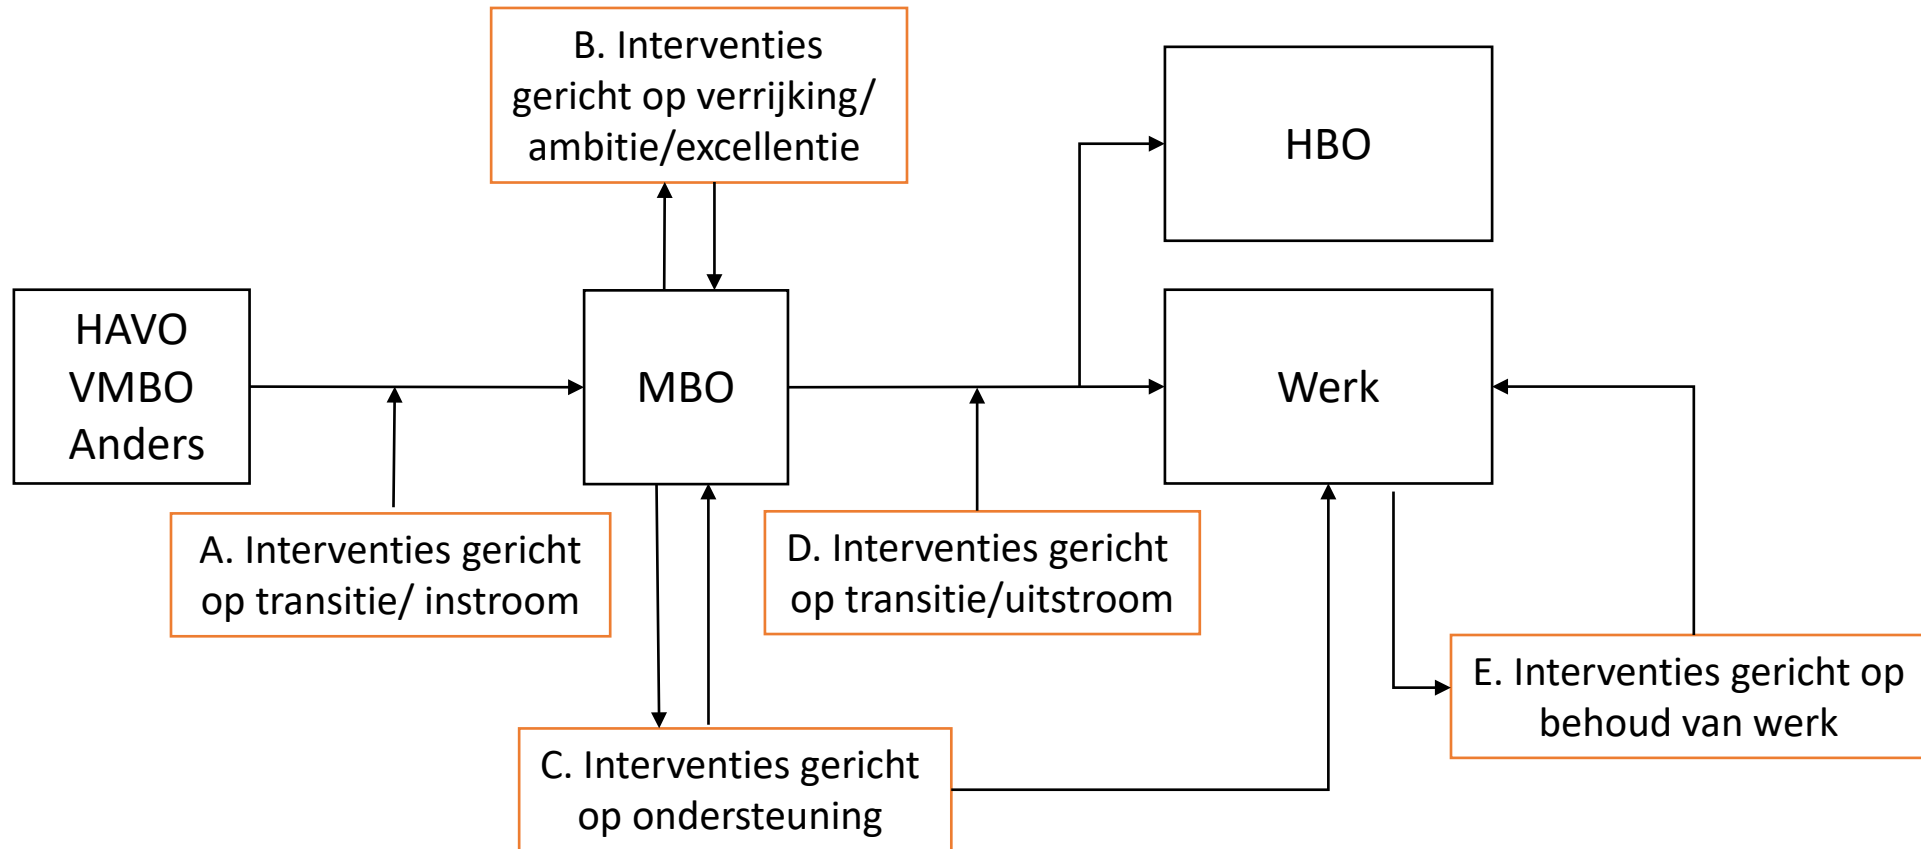 B. Interventies
gericht op verrijking/
ambitie/excellentie
HBO
HAVO
VMBO
Anders
MBO
Werk
A. Interventies gericht
op transitie/ instroom
D. Interventies gericht
op transitie/uitstroom
E. Interventies gericht op
behoud van werk
C. Interventies gericht
op ondersteuning